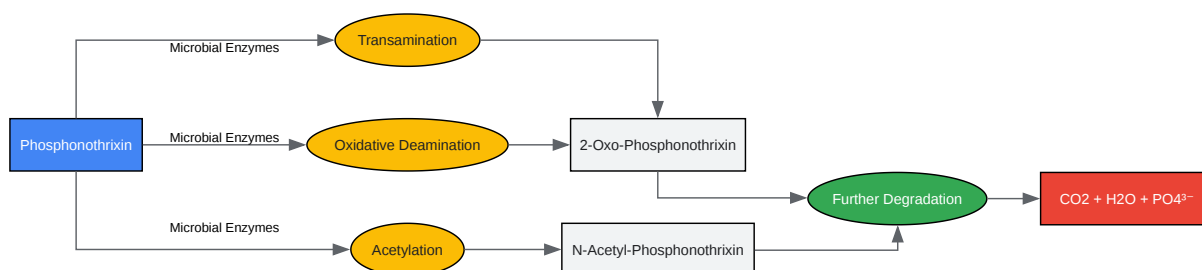 Microbial Enzymes
Transamination
Phosphonothrixin
Microbial Enzymes
Oxidative Deamination
2-Oxo-Phosphonothrixin
Further Degradation
CO2 + H2O + PO4³⁻
Microbial Enzymes
Acetylation
N-Acetyl-Phosphonothrixin